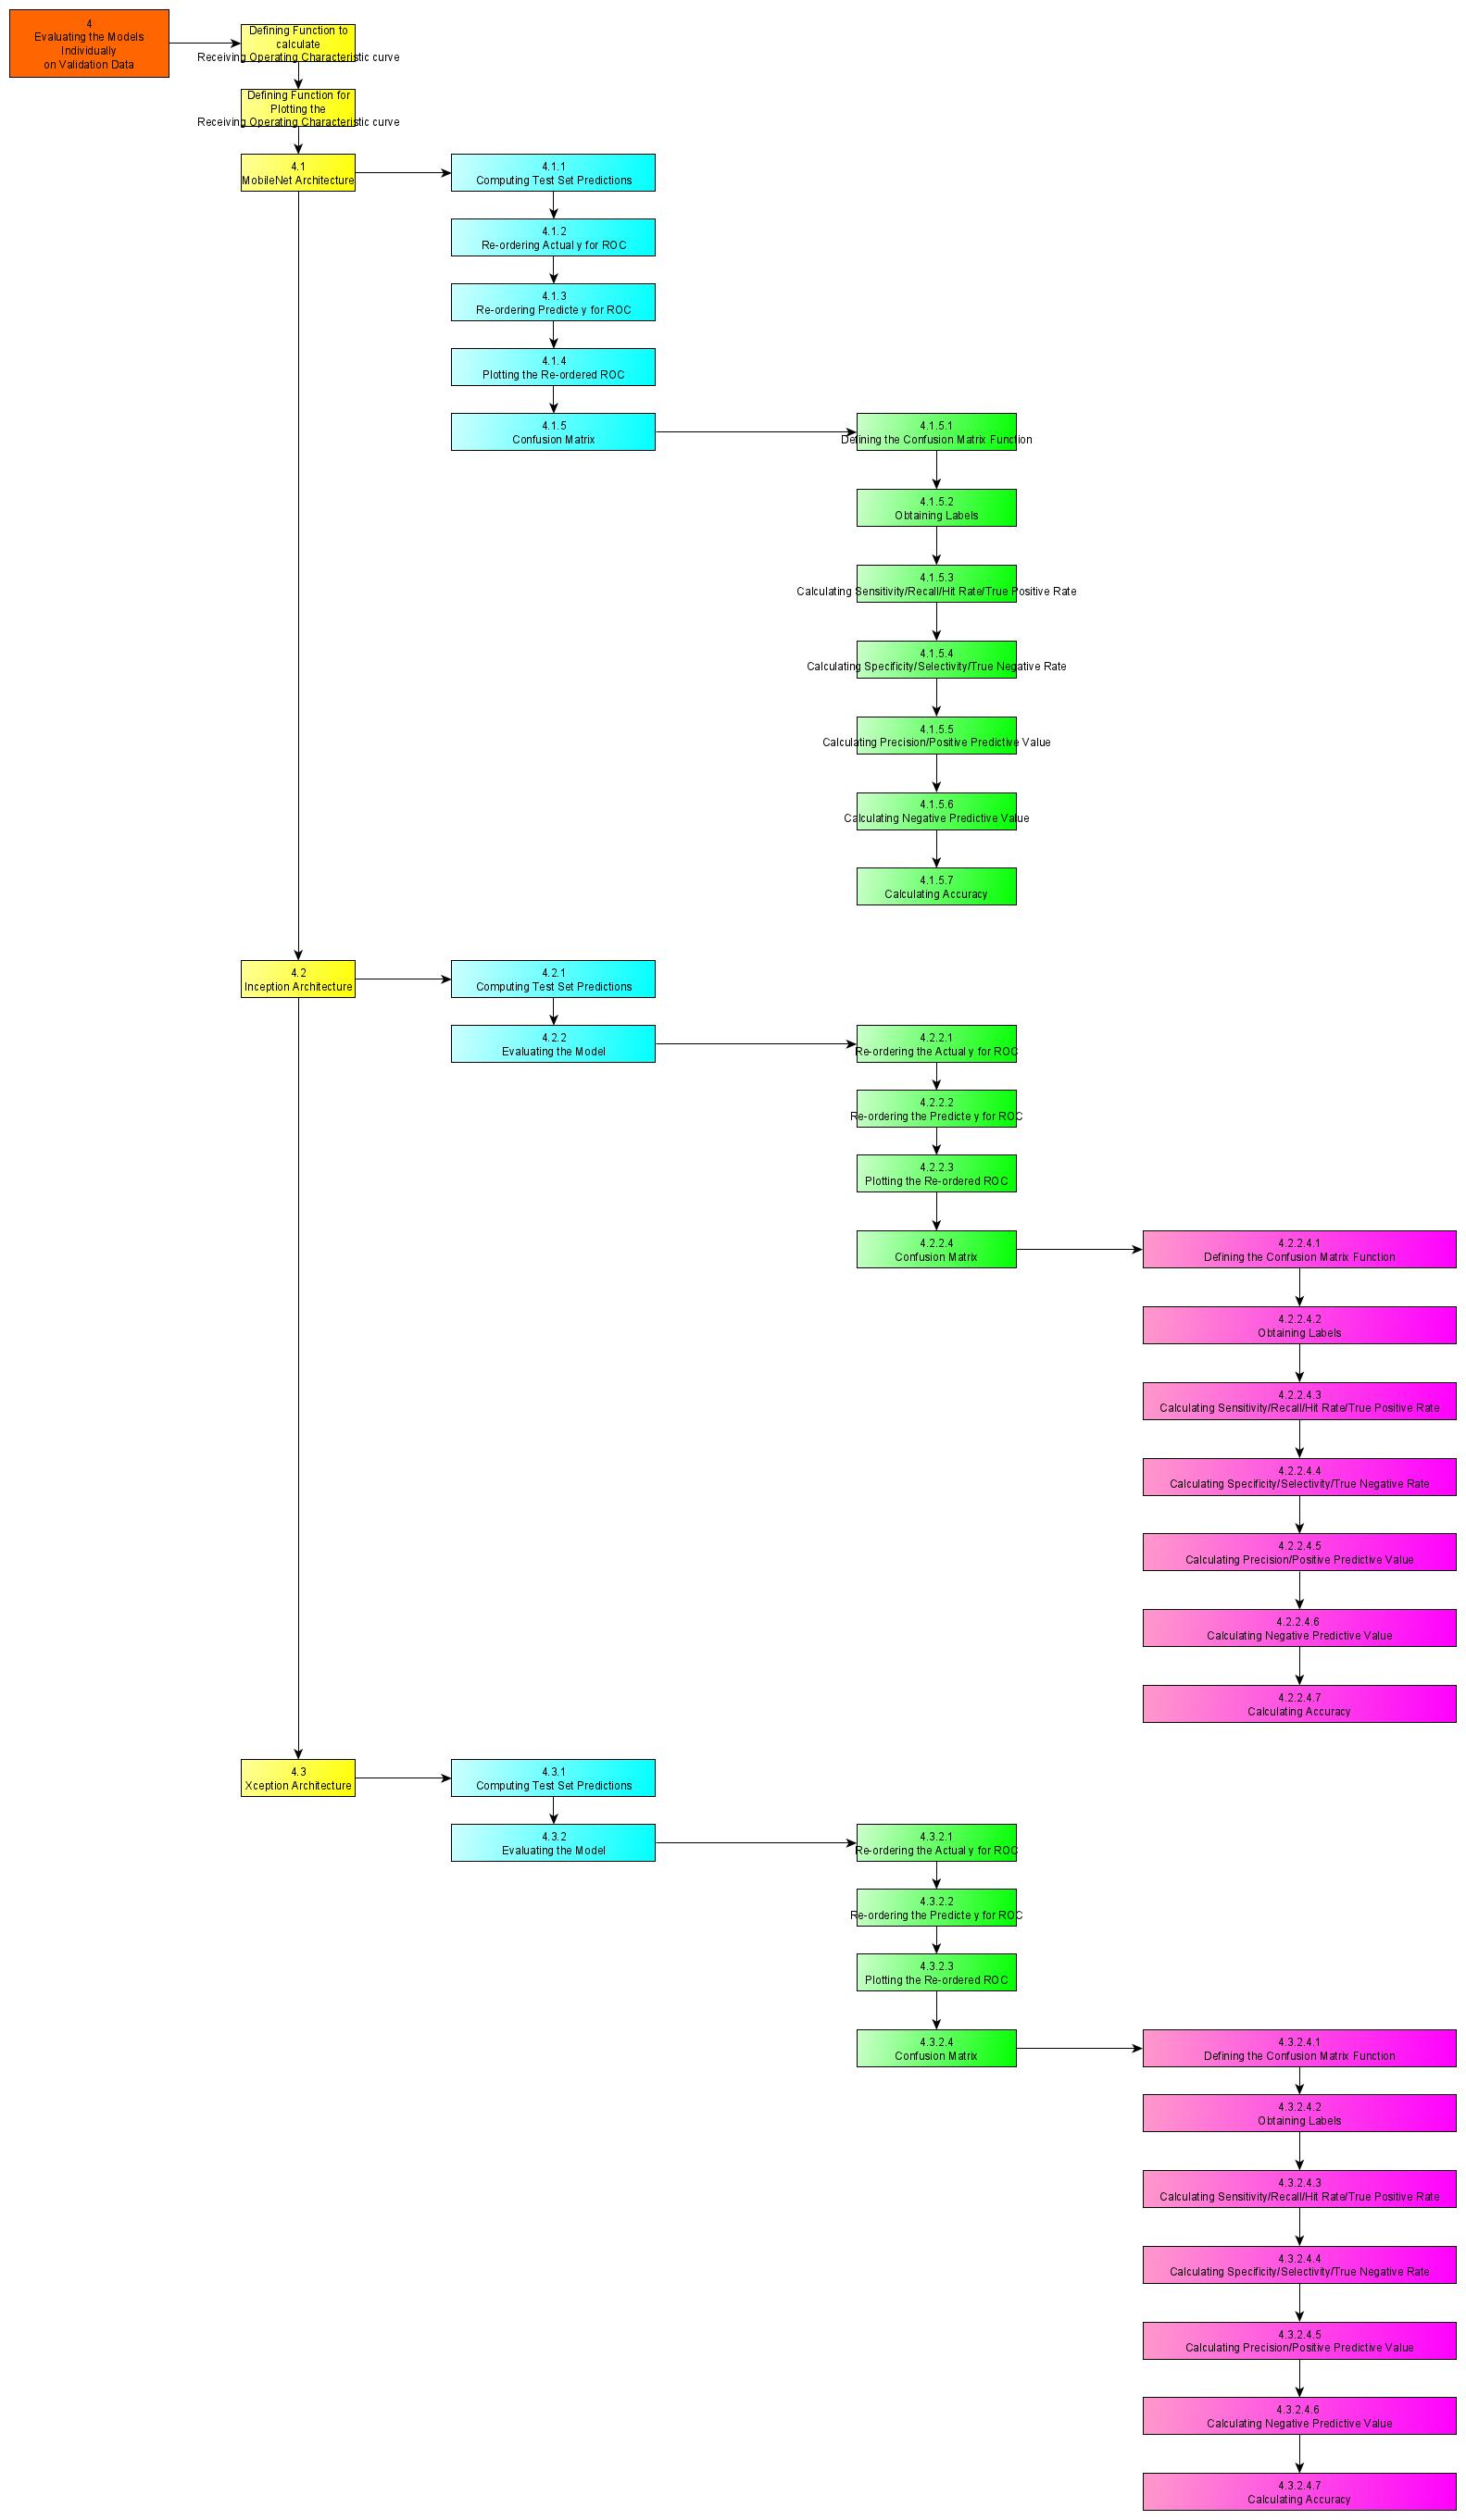 4
Evaluating the Models
Individually
on Validation Data
Defining Function to
calculate
Receiving Operating Characteristic curve
Defining Function for
Plotting the
Receiving Operating Characteristic curve
4.1
MobileNet Architecture
4.1.1
Computing Test Set Predictions
4.1.2
Re-ordering Actual y for ROC
4.1.3
Re-ordering Predicte y for ROC
4.1.4
Plotting the Re-ordered ROC
4.1.5
Confusion Matrix
4.1.5.1
Defining the Confusion Matrix Function
4.1.5.2
Obtaining Labels
4.1.5.3
Calculating Sensitivity/Recall/Hit Rate/True Positive Rate
4.1.5.4
Calculating Specificity/Selectivity/True Negative Rate
4.1.5.5
Calculating Precision/Positive Predictive Value
4.1.5.6
Calculating Negative Predictive Value
4.1.5.7
Calculating Accuracy
4.2
Inception Architecture
4.2.1
Computing Test Set Predictions
4.2.2
Evaluating the Model
4.2.2.1
Re-ordering the Actual y for ROC
4.2.2.2
Re-ordering the Predicte y for ROC
4.2.2.3
Plotting the Re-ordered ROC
4.2.2.4
Confusion Matrix
4.2.2.4.1
Defining the Confusion Matrix Function
4.2.2.4.2
Obtaining Labels
4.2.2.4.3
Calculating Sensitivity/Recall/Hit Rate/True Positive Rate
4.2.2.4.4
Calculating Specificity/Selectivity/True Negative Rate
4.2.2.4.5
Calculating Precision/Positive Predictive Value
4.2.2.4.6
Calculating Negative Predictive Value
4.2.2.4.7
Calculating Accuracy
4.3
Xception Architecture
4.3.1
Computing Test Set Predictions
4.3.2
Evaluating the Model
4.3.2.1
Re-ordering the Actual y for ROC
4.3.2.2
Re-ordering the Predicte y for ROC
4.3.2.3
Plotting the Re-ordered ROC
4.3.2.4
Confusion Matrix
4.3.2.4.1
Defining the Confusion Matrix Function
4.3.2.4.2
Obtaining Labels
4.3.2.4.3
Calculating Sensitivity/Recall/Hit Rate/True Positive Rate
4.3.2.4.4
Calculating Specificity/Selectivity/True Negative Rate
4.3.2.4.5
Calculating Precision/Positive Predictive Value
4.3.2.4.6
Calculating Negative Predictive Value
4.3.2.4.7
Calculating Accuracy